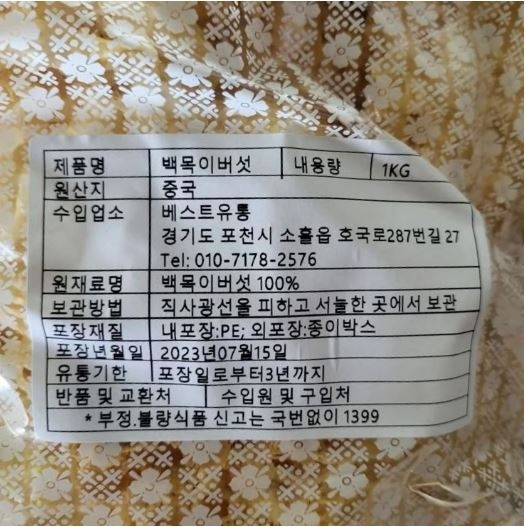 제품명 백목이버섯 내용량 1KG
원산지 중국
수입업소 베스트유통
경기도 포천시 소흘읍 호국로287번길 27
Tel: 010-7178-2576
원재료명 백목이버섯 100%
보관방법 직사광선을 피하고 서늘한 곳에서 보관
포장재질 내포장:PE; 외포장:종이박스
포장년월일 2023년07월15일
유통기한 포장일로부터3년까지
반품 및 교환처 수입원 및 구입처
* 부정.불량식품 신고는 국번없이 1399